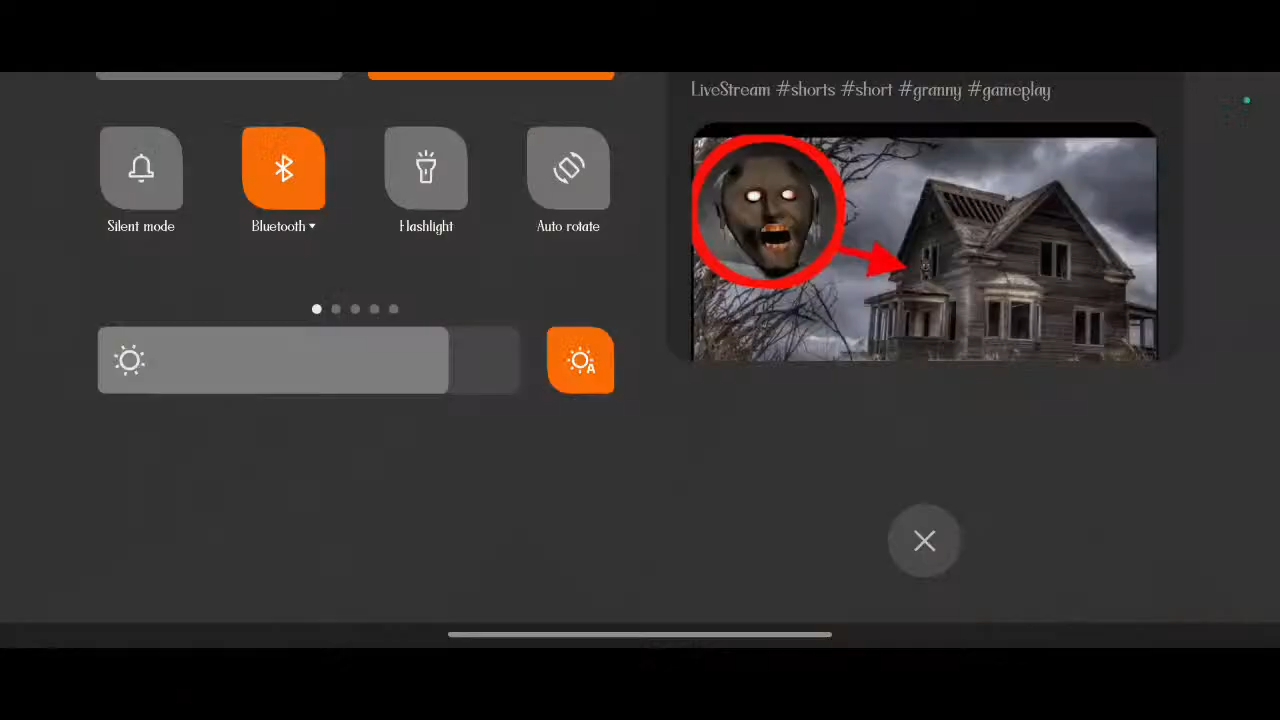 LiveStream #shorts #short #granny #gameplay
Silent mode
Bluetooth
Flashlight
Auto rotate
A